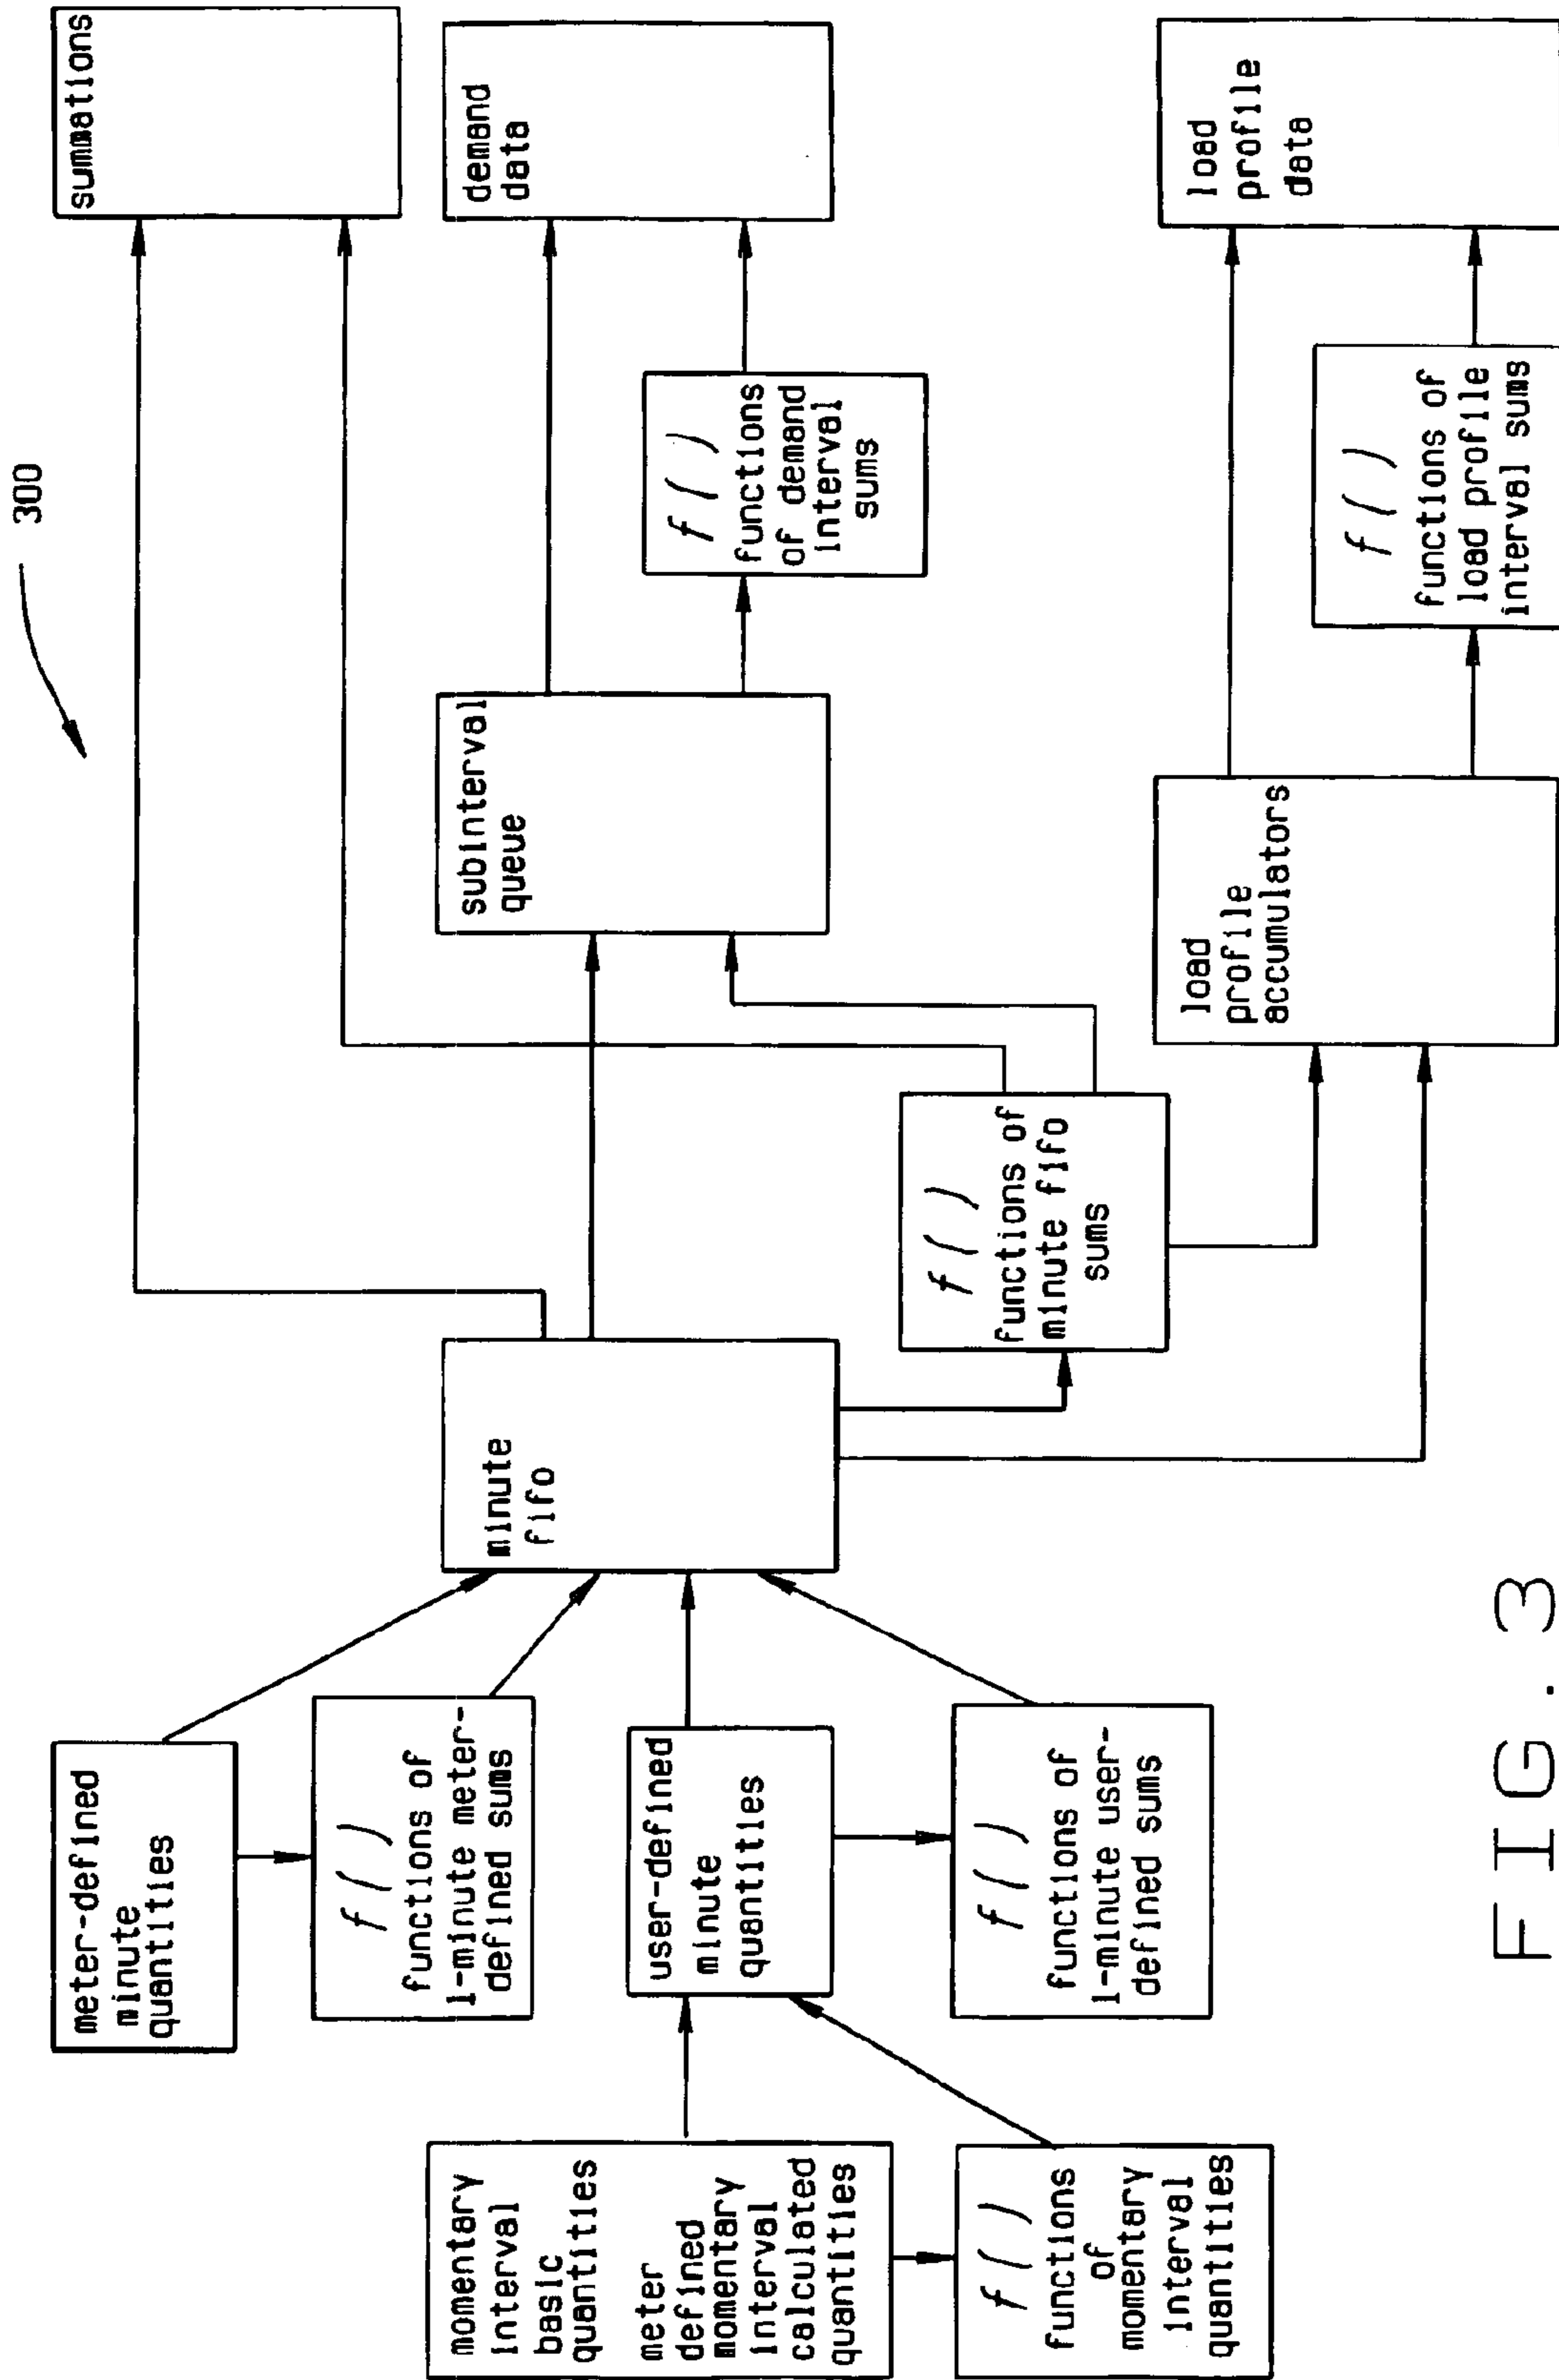 300
meter-defined
minute
quantities
f()
functions of
1-minute meter-
defined sums
momentary
interval
basic
quantities
meter
defined
momentary
interval
calculated
quantities
f()
functions
of
momentary
interval
quantities
user-defined
minute
quantities
f()
functions of
1-minute user-
defined sums
minute
fifo
f()
functions of
minute fifo
sums
subinterval
queue
load
profile
accumulators
f()
functions
of demand
interval
sums
f()
functions of
load profile
interval sums
summations
demand
data
load
profile
data
FIG.3